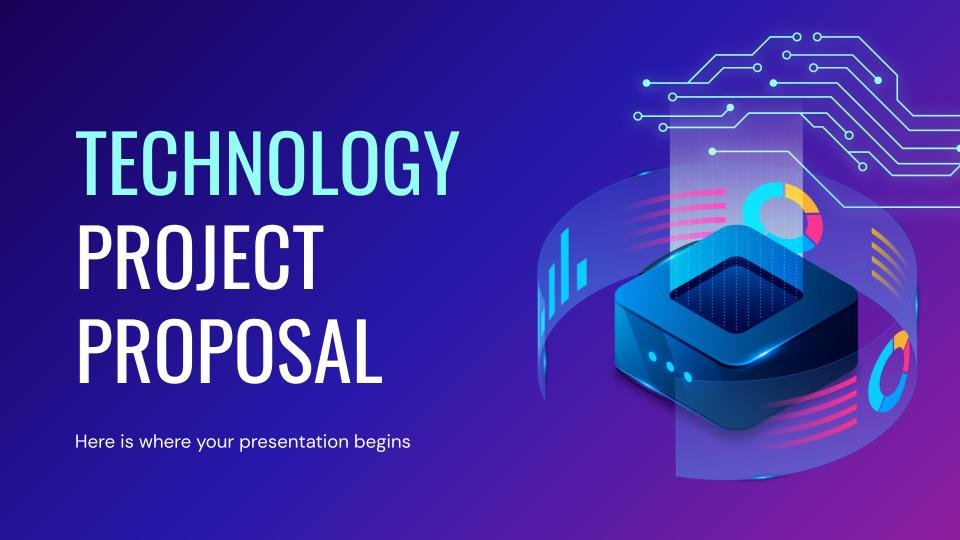 TECHNOLOGY
PROJECT
PROPOSAL
Here is where your presentation begins